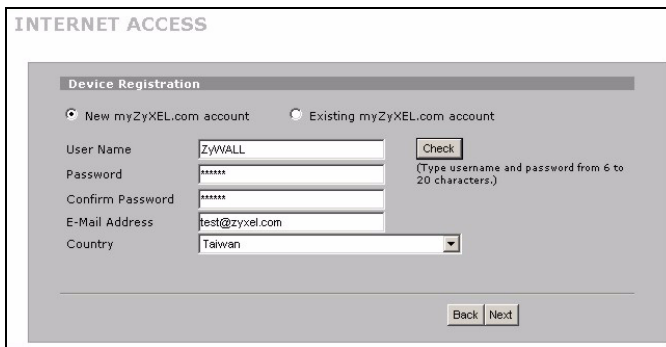 INTERNET ACCESS
Device Registration
New myZyXEL.com account Existing myZyXEL.com account
User Name ZyWALL Check
(Type username and password from 6 to
20 characters.)
Password ******
Confirm Password ******
E-Mail Address test@zyxel.com
Country Taiwan
Back Next